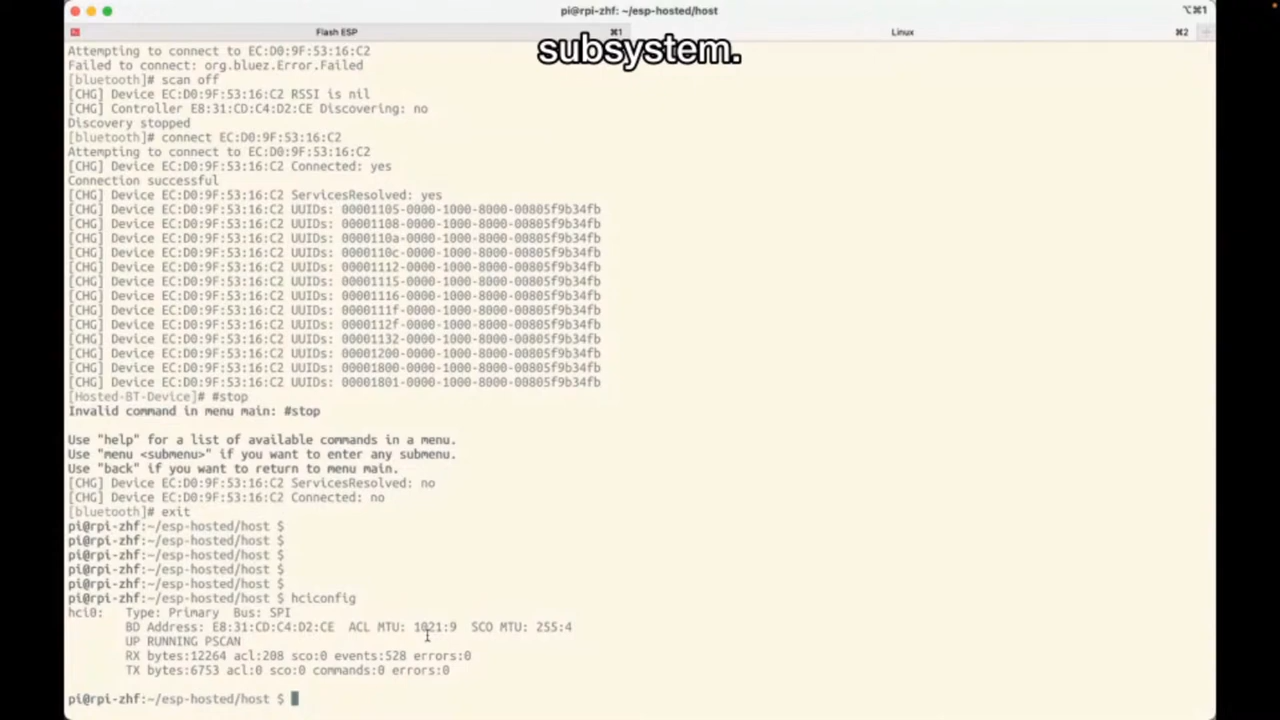 pi@rpi-zhf: ~/esp-hosted/host
⌥⌘1
Flash ESP
⌘1
Linux
⌘2
subsystem.
Attempting to connect to EC:D0:9F:53:16:C2
Failed to connect: org.bluez.Error.Failed
[bluetooth]# scan off
[CHG] Device EC:D0:9F:53:16:C2 RSSI is nil
[CHG] Controller E8:31:CD:C4:D2:CE Discovering: no
Discovery stopped
[bluetooth]# connect EC:D0:9F:53:16:C2
Attempting to connect to EC:D0:9F:53:16:C2
[CHG] Device EC:D0:9F:53:16:C2 Connected: yes
Connection successful
[CHG] Device EC:D0:9F:53:16:C2 ServicesResolved: yes
[CHG] Device EC:D0:9F:53:16:C2 UUIDs: 00001105-0000-1000-8000-00805f9b34fb
[CHG] Device EC:D0:9F:53:16:C2 UUIDs: 00001108-0000-1000-8000-00805f9b34fb
[CHG] Device EC:D0:9F:53:16:C2 UUIDs: 0000110a-0000-1000-8000-00805f9b34fb
[CHG] Device EC:D0:9F:53:16:C2 UUIDs: 0000110c-0000-1000-8000-00805f9b34fb
[CHG] Device EC:D0:9F:53:16:C2 UUIDs: 00001112-0000-1000-8000-00805f9b34fb
[CHG] Device EC:D0:9F:53:16:C2 UUIDs: 00001115-0000-1000-8000-00805f9b34fb
[CHG] Device EC:D0:9F:53:16:C2 UUIDs: 00001116-0000-1000-8000-00805f9b34fb
[CHG] Device EC:D0:9F:53:16:C2 UUIDs: 0000111f-0000-1000-8000-00805f9b34fb
[CHG] Device EC:D0:9F:53:16:C2 UUIDs: 0000112f-0000-1000-8000-00805f9b34fb
[CHG] Device EC:D0:9F:53:16:C2 UUIDs: 00001132-0000-1000-8000-00805f9b34fb
[CHG] Device EC:D0:9F:53:16:C2 UUIDs: 00001200-0000-1000-8000-00805f9b34fb
[CHG] Device EC:D0:9F:53:16:C2 UUIDs: 00001800-0000-1000-8000-00805f9b34fb
[CHG] Device EC:D0:9F:53:16:C2 UUIDs: 00001801-0000-1000-8000-00805f9b34fb
[Hosted-BT-Device]# #stop
Invalid command in menu main: #stop
Use "help" for a list of available commands in a menu.
Use "menu <submenu>" if you want to enter any submenu.
Use "back" if you want to return to menu main.
[CHG] Device EC:D0:9F:53:16:C2 ServicesResolved: no
[CHG] Device EC:D0:9F:53:16:C2 Connected: no
[bluetooth]# exit
pi@rpi-zhf:~/esp-hosted/host $
pi@rpi-zhf:~/esp-hosted/host $
pi@rpi-zhf:~/esp-hosted/host $
pi@rpi-zhf:~/esp-hosted/host $
pi@rpi-zhf:~/esp-hosted/host $
pi@rpi-zhf:~/esp-hosted/host $ hciconfig
hci0: Type: Primary Bus: SPI
BD Address: E8:31:CD:C4:D2:CE ACL MTU: 1021:9 SCO MTU: 255:4
UP RUNNING PSCAN
RX bytes:12264 acl:208 sco:0 events:528 errors:0
TX bytes:6753 acl:0 sco:0 commands:0 errors:0
pi@rpi-zhf:~/esp-hosted/host $